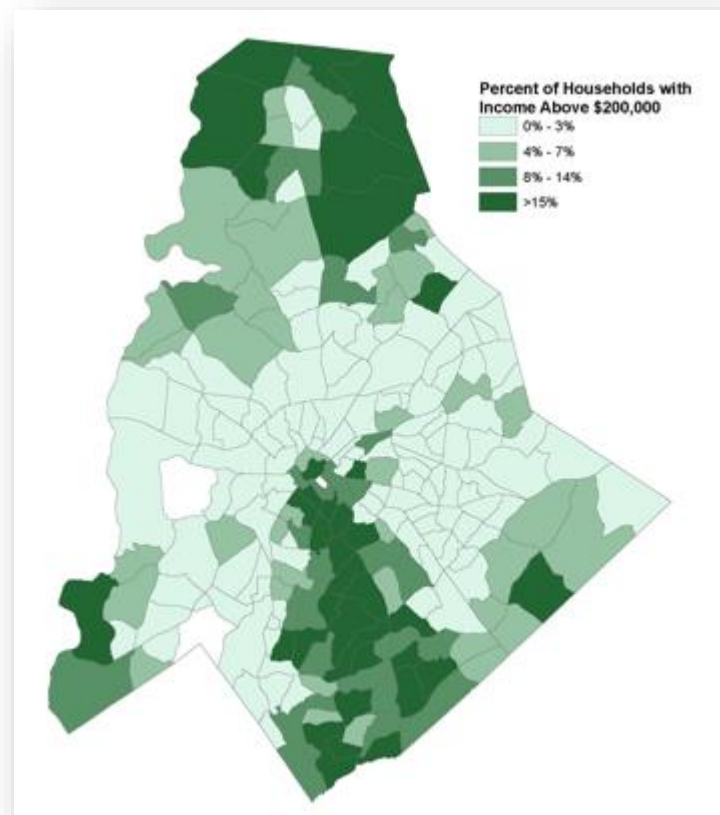 Percent of Households with
Income Above $200,000
0% - 3%
4% - 7%
8% - 14%
>15%